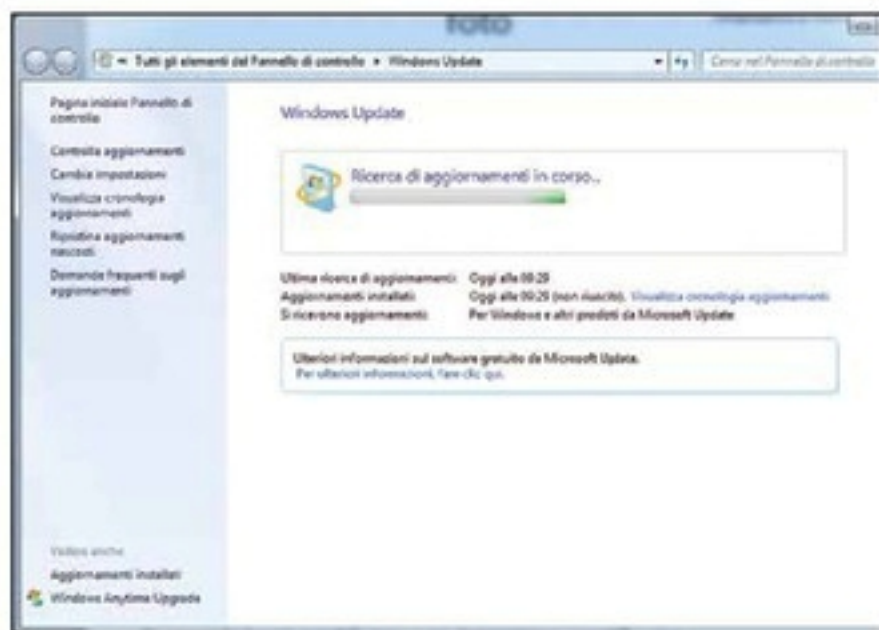 foto
Tutti gli elementi del Pannello di controllo ▸ Windows Update
Cerca nel Pannello di controllo
Pagina iniziale Pannello di
controllo
Controlla aggiornamenti
Cambia impostazioni
Visualizza cronologia
aggiornamenti
Ripristina aggiornamenti
nascosti
Domande frequenti sugli
aggiornamenti
Windows Update
Ricerca di aggiornamenti in corso...
Ultima ricerca di aggiornamenti: Oggi alle 09:29
Aggiornamenti installati: Oggi alle 09:29 (non riuscito). Visualizza cronologia aggiornamenti
Si ricevono aggiornamenti: Per Windows e altri prodotti da Microsoft Update
Ulteriori informazioni sul software gratuito da Microsoft Update.
Per ulteriori informazioni, fare clic qui.
Vedere anche
Aggiornamenti installati
Windows Anytime Upgrade